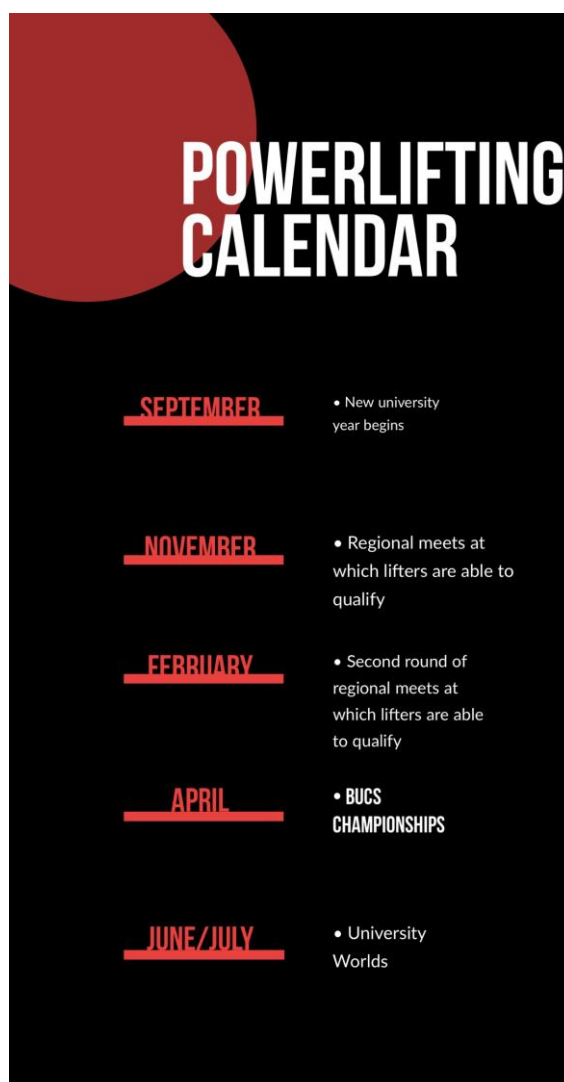 POWERLIFTING
CALENDAR
SEPTEMBER
• New university
year begins
NOVEMBER
• Regional meets at
which lifters are able to
qualify
FEBRUARY
• Second round of
regional meets at
which lifters are able
to qualify
APRIL
• BUCS
CHAMPIONSHIPS
JUNE/JULY
• University
Worlds